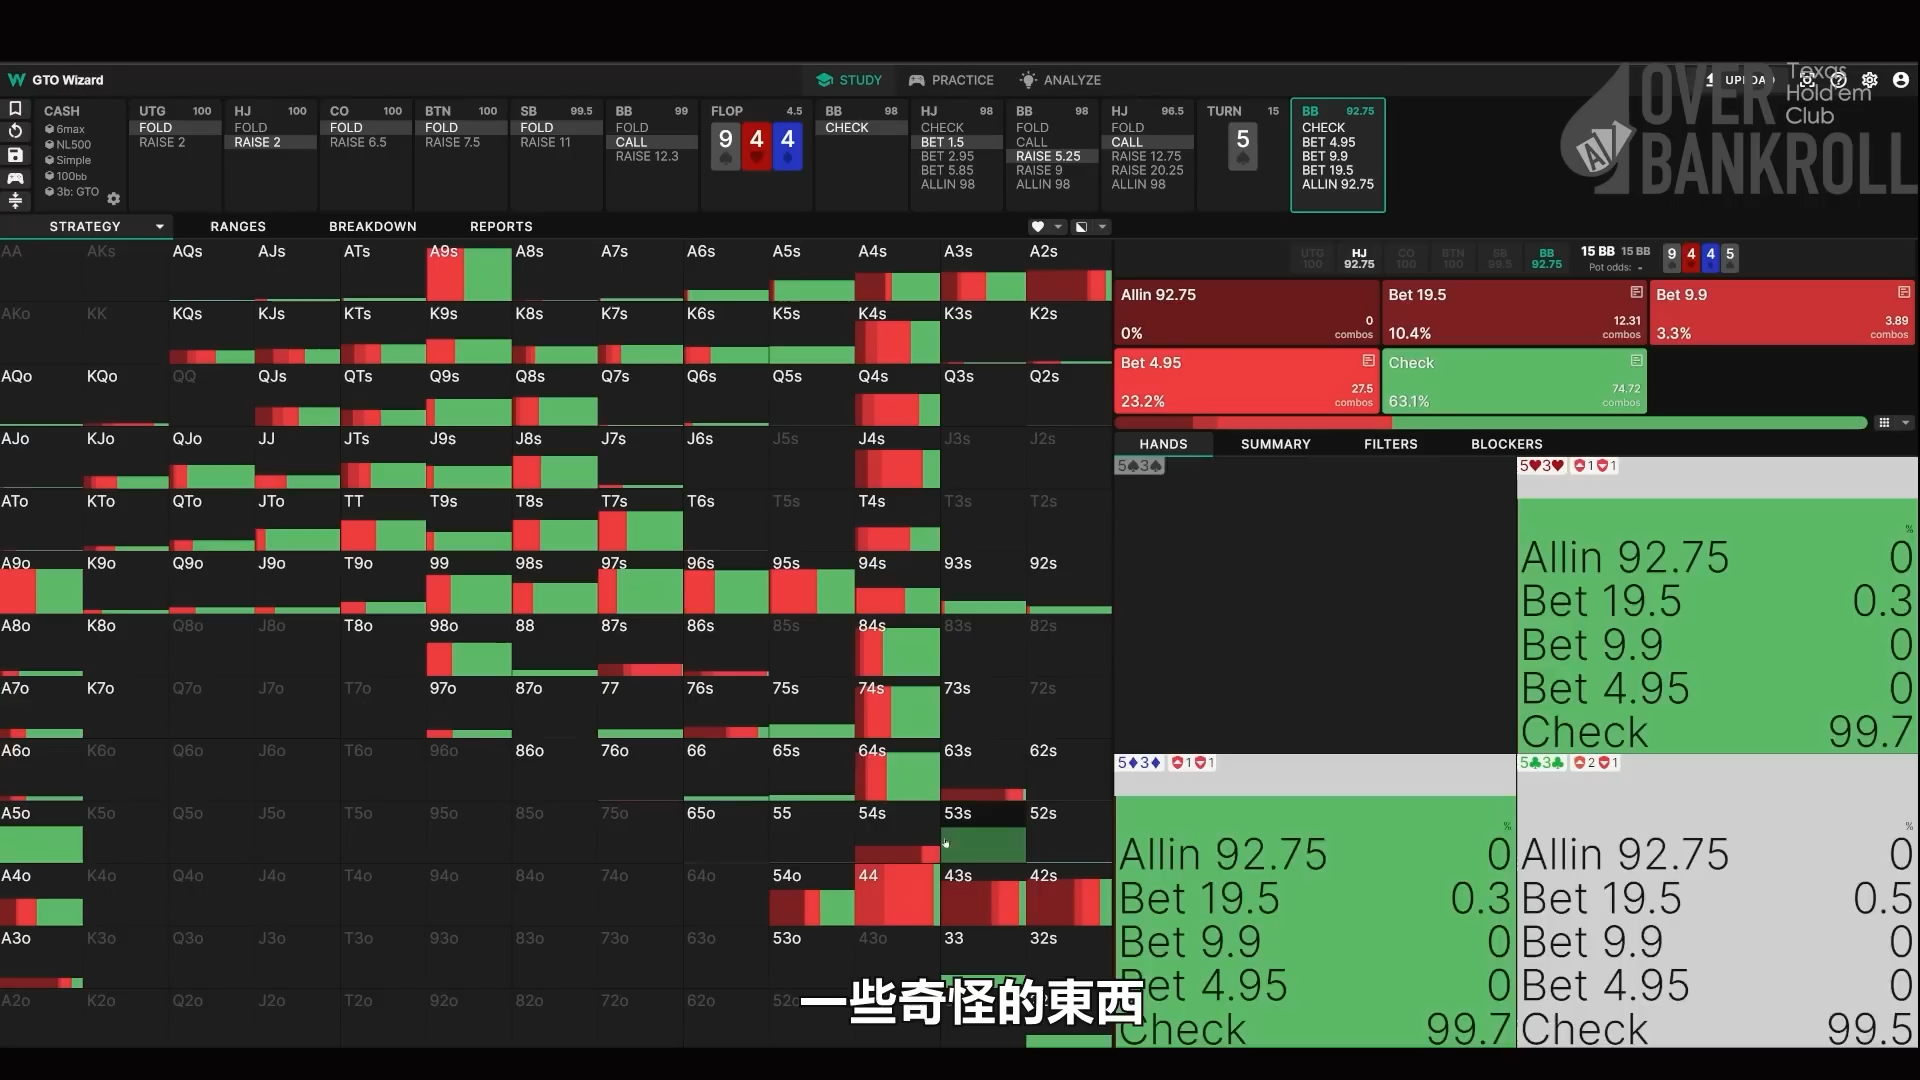 GTO Wizard
STUDY PRACTICE ANALYZE
UPLOAD
OVER
BANKROLL
Texas
Hold'em
Club
CASH
6max
NL500
Simple
100bb
3b: GTO
UTG 100
FOLD
RAISE 2
HJ 100
FOLD
RAISE 2
CO 100
FOLD
RAISE 6.5
BTN 100
FOLD
RAISE 7.5
SB 99.5
FOLD
RAISE 11
BB 99
FOLD
CALL
RAISE 12.3
FLOP 4.5
9 4 4
BB 98
CHECK
HJ 98
CHECK
BET 1.5
BET 2.95
BET 5.85
ALLIN 98
BB 98
FOLD
CALL
RAISE 5.25
RAISE 9
ALLIN 98
HJ 96.5
FOLD
CALL
RAISE 12.75
RAISE 20.25
ALLIN 98
TURN 15
5
BB 92.75
CHECK
BET 4.95
BET 9.9
BET 19.5
ALLIN 92.75
STRATEGY RANGES BREAKDOWN REPORTS
AA AKs AQs AJs ATs A9s A8s A7s A6s A5s A4s A3s A2s
AKo KK KQs KJs KTs K9s K8s K7s K6s K5s K4s K3s K2s
AQo KQo QQ QJs QTs Q9s Q8s Q7s Q6s Q5s Q4s Q3s Q2s
AJo KJo QJo JJ JTs J9s J8s J7s J6s J5s J4s J3s J2s
ATo KTo QTo JTo TT T9s T8s T7s T6s T5s T4s T3s T2s
A9o K9o Q9o J9o T9o 99 98s 97s 96s 95s 94s 93s 92s
A8o K8o Q8o J8o T8o 98o 88 87s 86s 85s 84s 83s 82s
A7o K7o Q7o J7o T7o 97o 87o 77 76s 75s 74s 73s 72s
A6o K6o Q6o J6o T6o 96o 86o 76o 66 65s 64s 63s 62s
A5o K5o Q5o J5o T5o 95o 85o 75o 65o 55 54s 53s 52s
A4o K4o Q4o J4o T4o 94o 84o 74o 64o 54o 44 43s 42s
A3o K3o Q3o J3o T3o 93o 83o 73o 63o 53o 43o 33 32s
A2o K2o Q2o J2o T2o 92o 82o 72o 62o 52o
UTG 100
HJ 92.75
CO 100
BTN 100
SB 99.5
BB 92.75
15 BB 15 BB
Pot odds: -
9 4 4 5
Allin 92.75
0%
0
combos
Bet 19.5
10.4%
12.31
combos
Bet 9.9
3.3%
3.89
combos
Bet 4.95
23.2%
27.5
combos
Check
63.1%
74.72
combos
HANDS SUMMARY FILTERS BLOCKERS
5♠3♠
5♥3♥ 1 1
%
Allin 92.75 0
Bet 19.5 0.3
Bet 9.9 0
Bet 4.95 0
Check 99.7
5♦3♦ 1 1
%
Allin 92.75 0
Bet 19.5 0.3
Bet 9.9 0
Bet 4.95 0
Check 99.7
5♣3♣ 2 1
%
Allin 92.75 0
Bet 19.5 0.5
Bet 9.9 0
Bet 4.95 0
Check 99.5
一些奇怪的東西